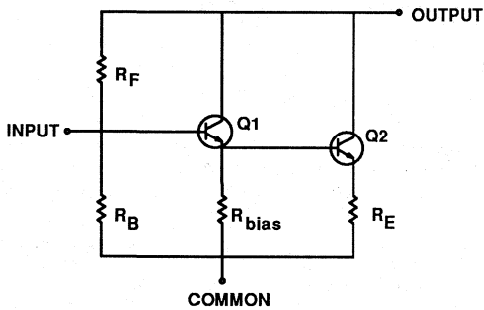 OUTPUT
RF
INPUT
Q1
Q2
RB
Rbias
RE
COMMON